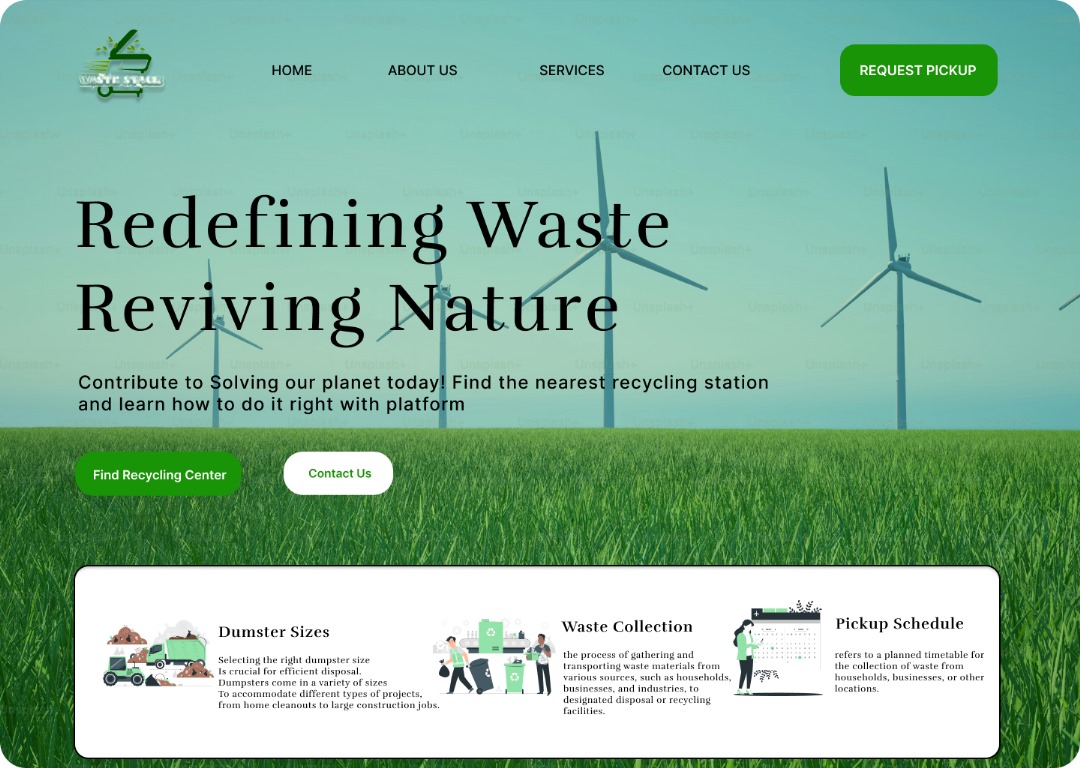 WASTE STACK
HOME
ABOUT US
SERVICES
CONTACT US
REQUEST PICKUP
Redefining Waste
Reviving Nature
Contribute to Solving our planet today! Find the nearest recycling station
and learn how to do it right with platform
Find Recycling Center
Contact Us
Dumster Sizes
Selecting the right dumpster size
Is crucial for efficient disposal.
Dumpsters come in a variety of sizes
To accommodate different types of projects,
from home cleanouts to large construction jobs.
Waste Collection
the process of gathering and
transporting waste materials from
various sources, such as households,
businesses, and industries, to
designated disposal or recycling
facilities.
Pickup Schedule
refers to a planned timetable for
the collection of waste from
households, businesses, or other
locations.